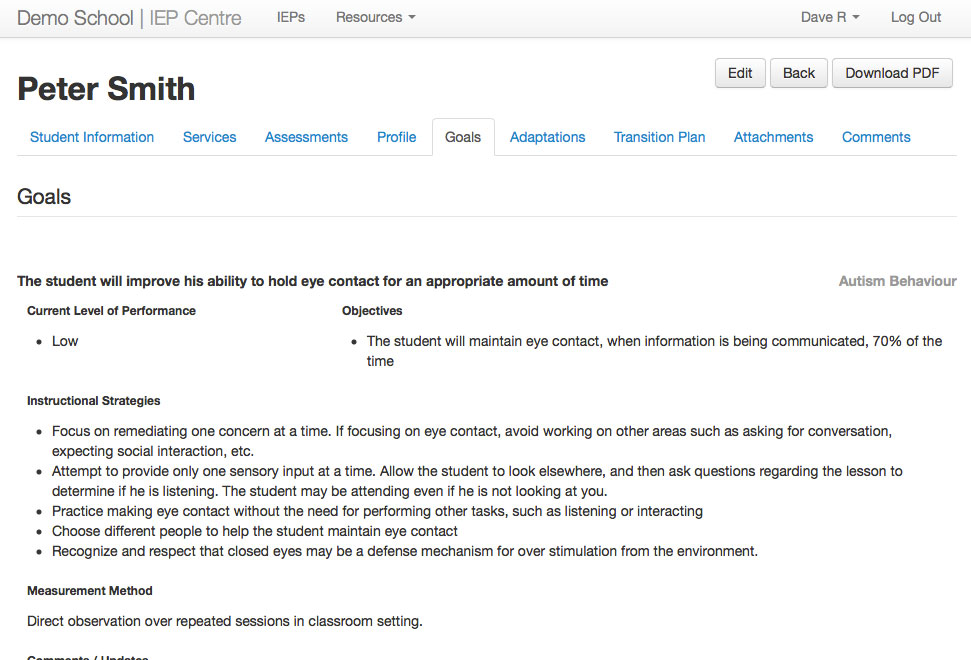 Demo School | IEP Centre IEPs Resources Dave R Log Out
Peter Smith
Edit Back Download PDF
Student Information Services Assessments Profile Goals Adaptations Transition Plan Attachments Comments
Goals
The student will improve his ability to hold eye contact for an appropriate amount of time Autism Behaviour
Current Level of Performance
• Low
Objectives
• The student will maintain eye contact, when information is being communicated, 70% of the
time
Instructional Strategies
• Focus on remediating one concern at a time. If focusing on eye contact, avoid working on other areas such as asking for conversation,
expecting social interaction, etc.
• Attempt to provide only one sensory input at a time. Allow the student to look elsewhere, and then ask questions regarding the lesson to
determine if he is listening. The student may be attending even if he is not looking at you.
• Practice making eye contact without the need for performing other tasks, such as listening or interacting
• Choose different people to help the student maintain eye contact
• Recognize and respect that closed eyes may be a defense mechanism for over stimulation from the environment.
Measurement Method
Direct observation over repeated sessions in classroom setting.
Comments / Updates